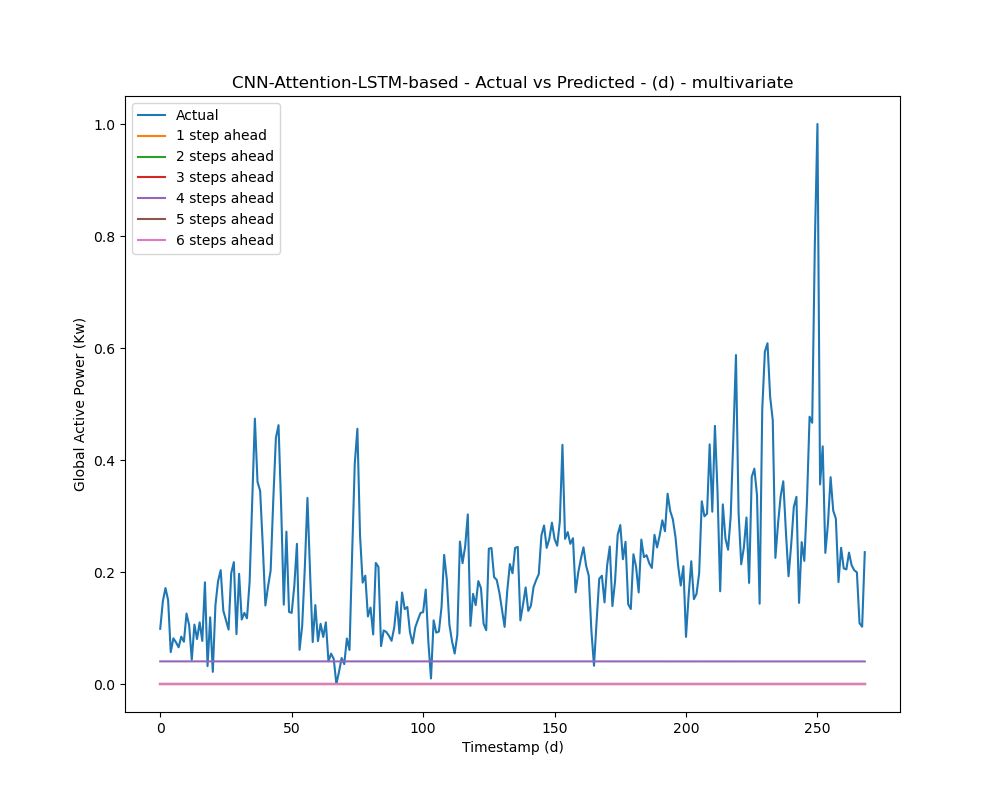 CNN-Attention-LSTM-based - Actual vs Predicted - (d) - multivariate
Actual
1 step ahead
2 steps ahead
3 steps ahead
4 steps ahead
5 steps ahead
6 steps ahead
1.0
0.8
0.6
0.4
0.2
0.0
Global Active Power (Kw)
0 50 100 150 200 250
Timestamp (d)